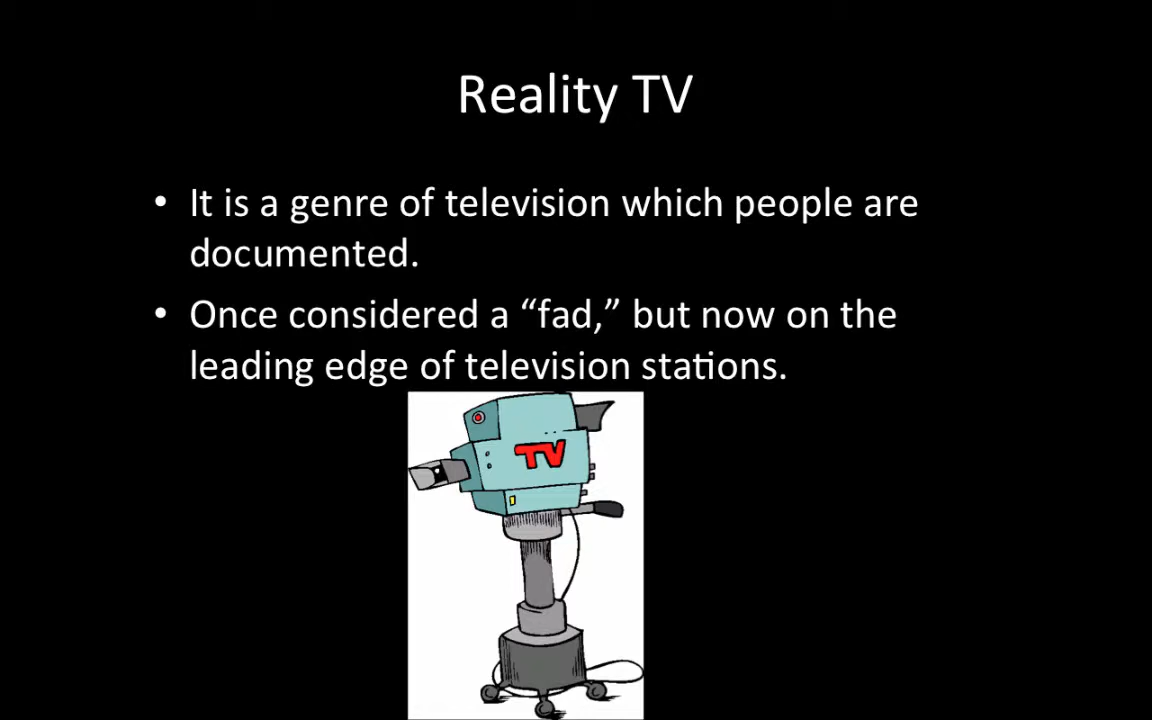 Reality TV
• It is a genre of television which people are
documented.
• Once considered a “fad,” but now on the
leading edge of television stations.
TV